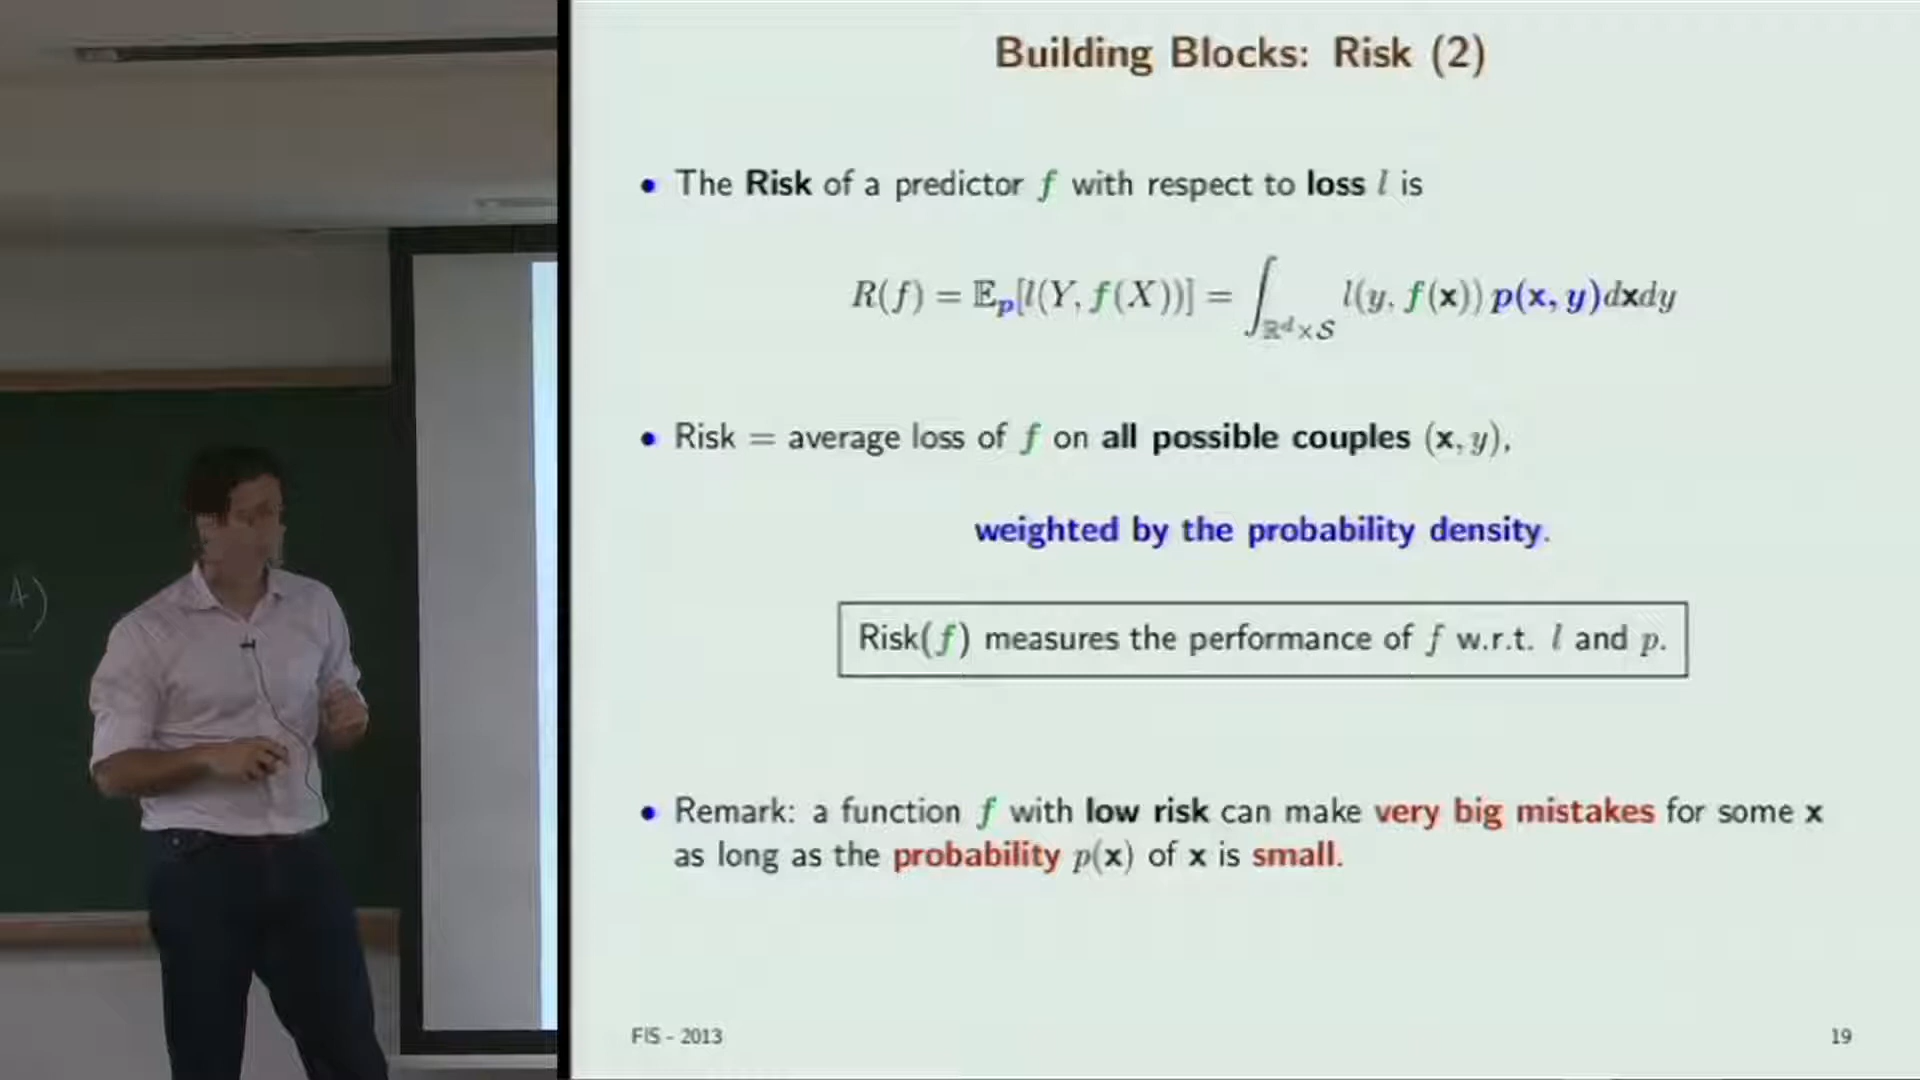 Building Blocks: Risk (2)
• The Risk of a predictor f with respect to loss l is
R(f) = 𝔼ₚ[l(Y, f(X))] = ∫_{ℝᵈ×𝒮} l(y, f(x)) p(x, y)dxdy
• Risk = average loss of f on all possible couples (x, y),
weighted by the probability density.
Risk(f) measures the performance of f w.r.t. l and p.
• Remark: a function f with low risk can make very big mistakes for some x
as long as the probability p(x) of x is small.
FIS - 2013
19
4)